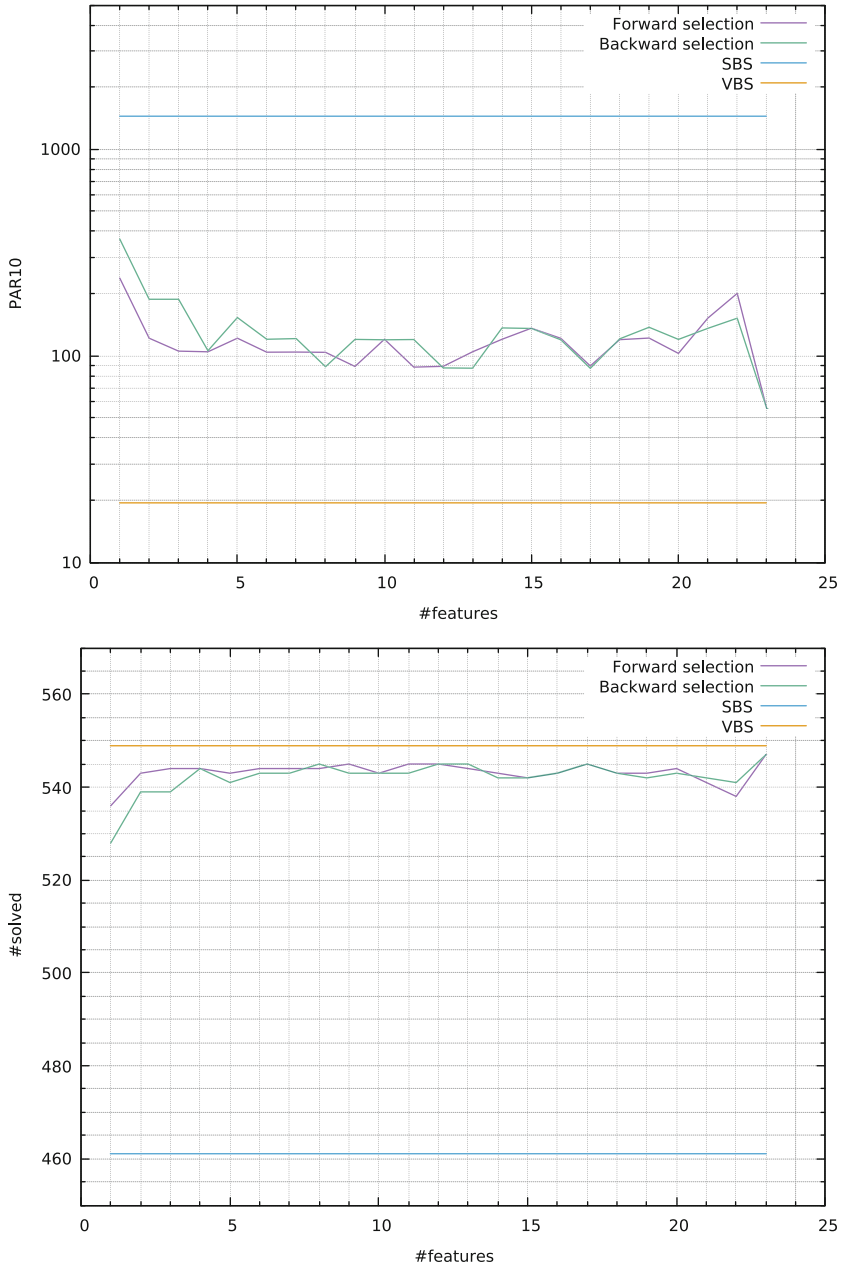 Forward selection
Backward selection
SBS
VBS
1000
100
10
PAR10
0 5 10 15 20 25
#features
Forward selection
Backward selection
SBS
VBS
560
540
520
500
480
460
#solved
0 5 10 15 20 25
#features